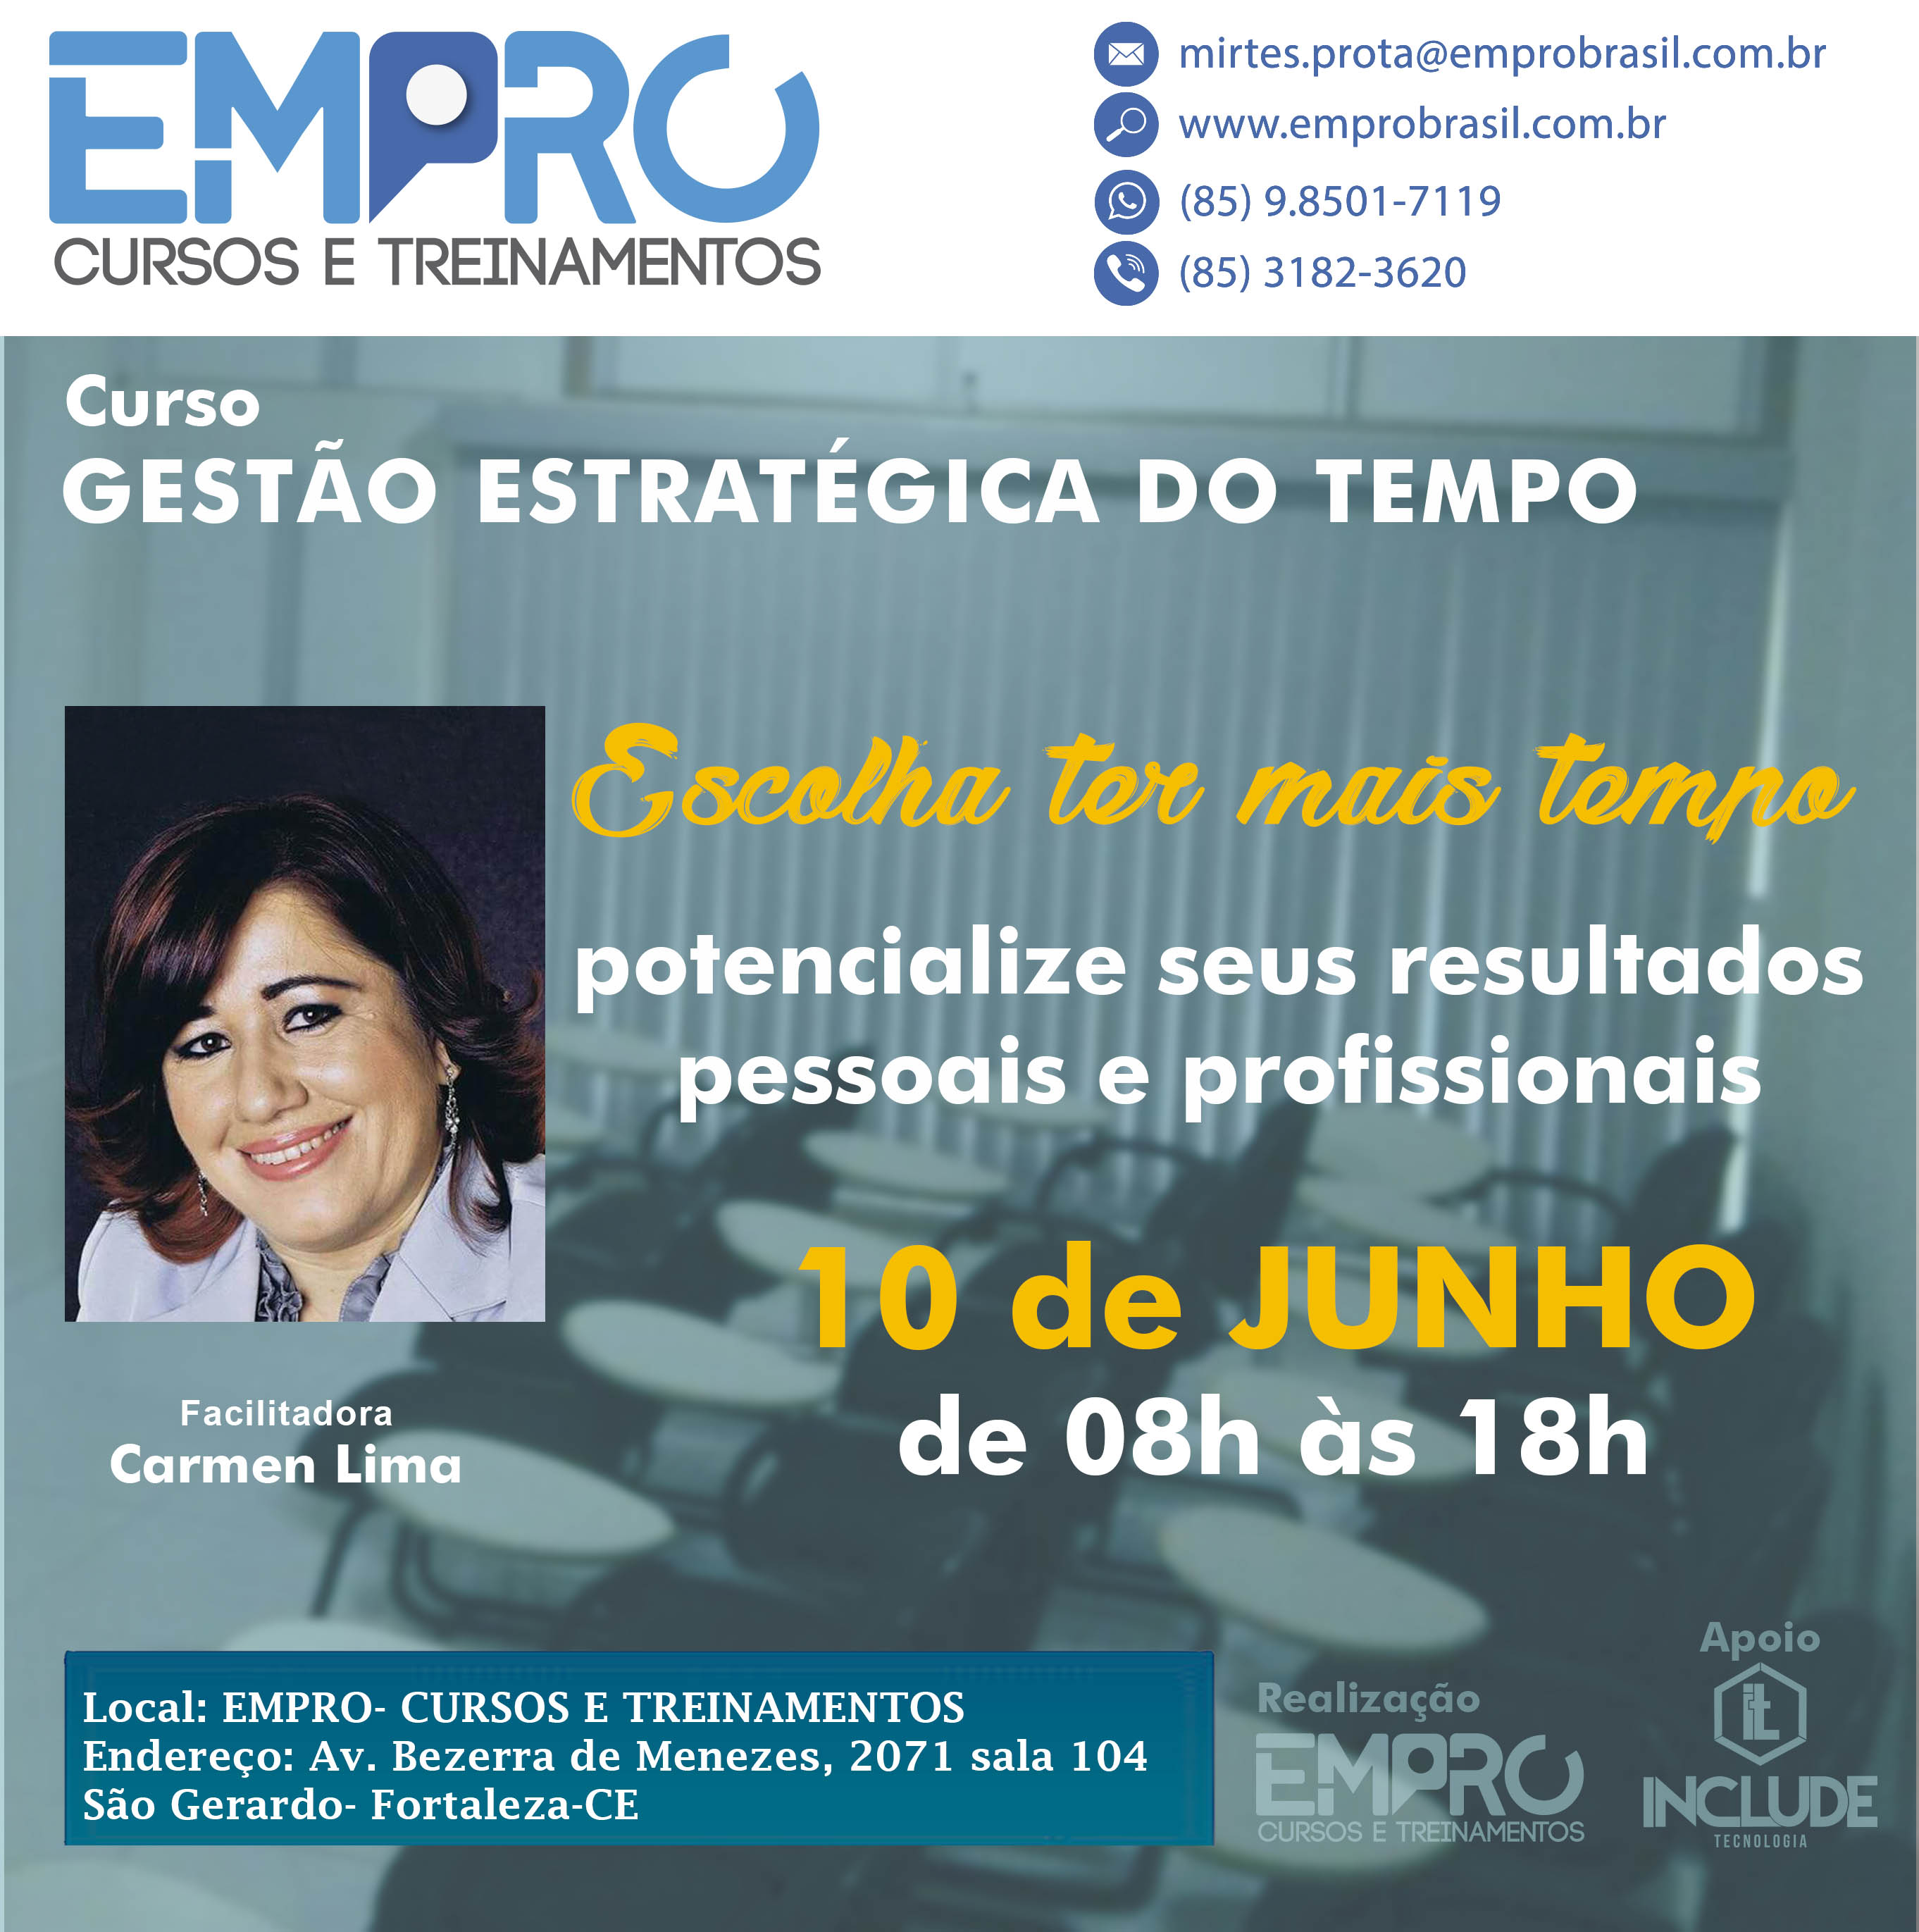 EMPRO
CURSOS E TREINAMENTOS
mirtes.prota@emprobrasil.com.br
www.emprobrasil.com.br
(85) 9.8501-7119
(85) 3182-3620
Curso
GESTÃO ESTRATÉGICA DO TEMPO
Escolha ter mais tempo
potencialize seus resultados
pessoais e profissionais
10 de JUNHO
de 08h às 18h
Facilitadora
Carmen Lima
Local: EMPRO- CURSOS E TREINAMENTOS
Endereço: Av. Bezerra de Menezes, 2071 sala 104
São Gerardo- Fortaleza-CE
Realização
EMPRO
CURSOS E TREINAMENTOS
Apoio
it
INCLUDE
TECNOLOGIA